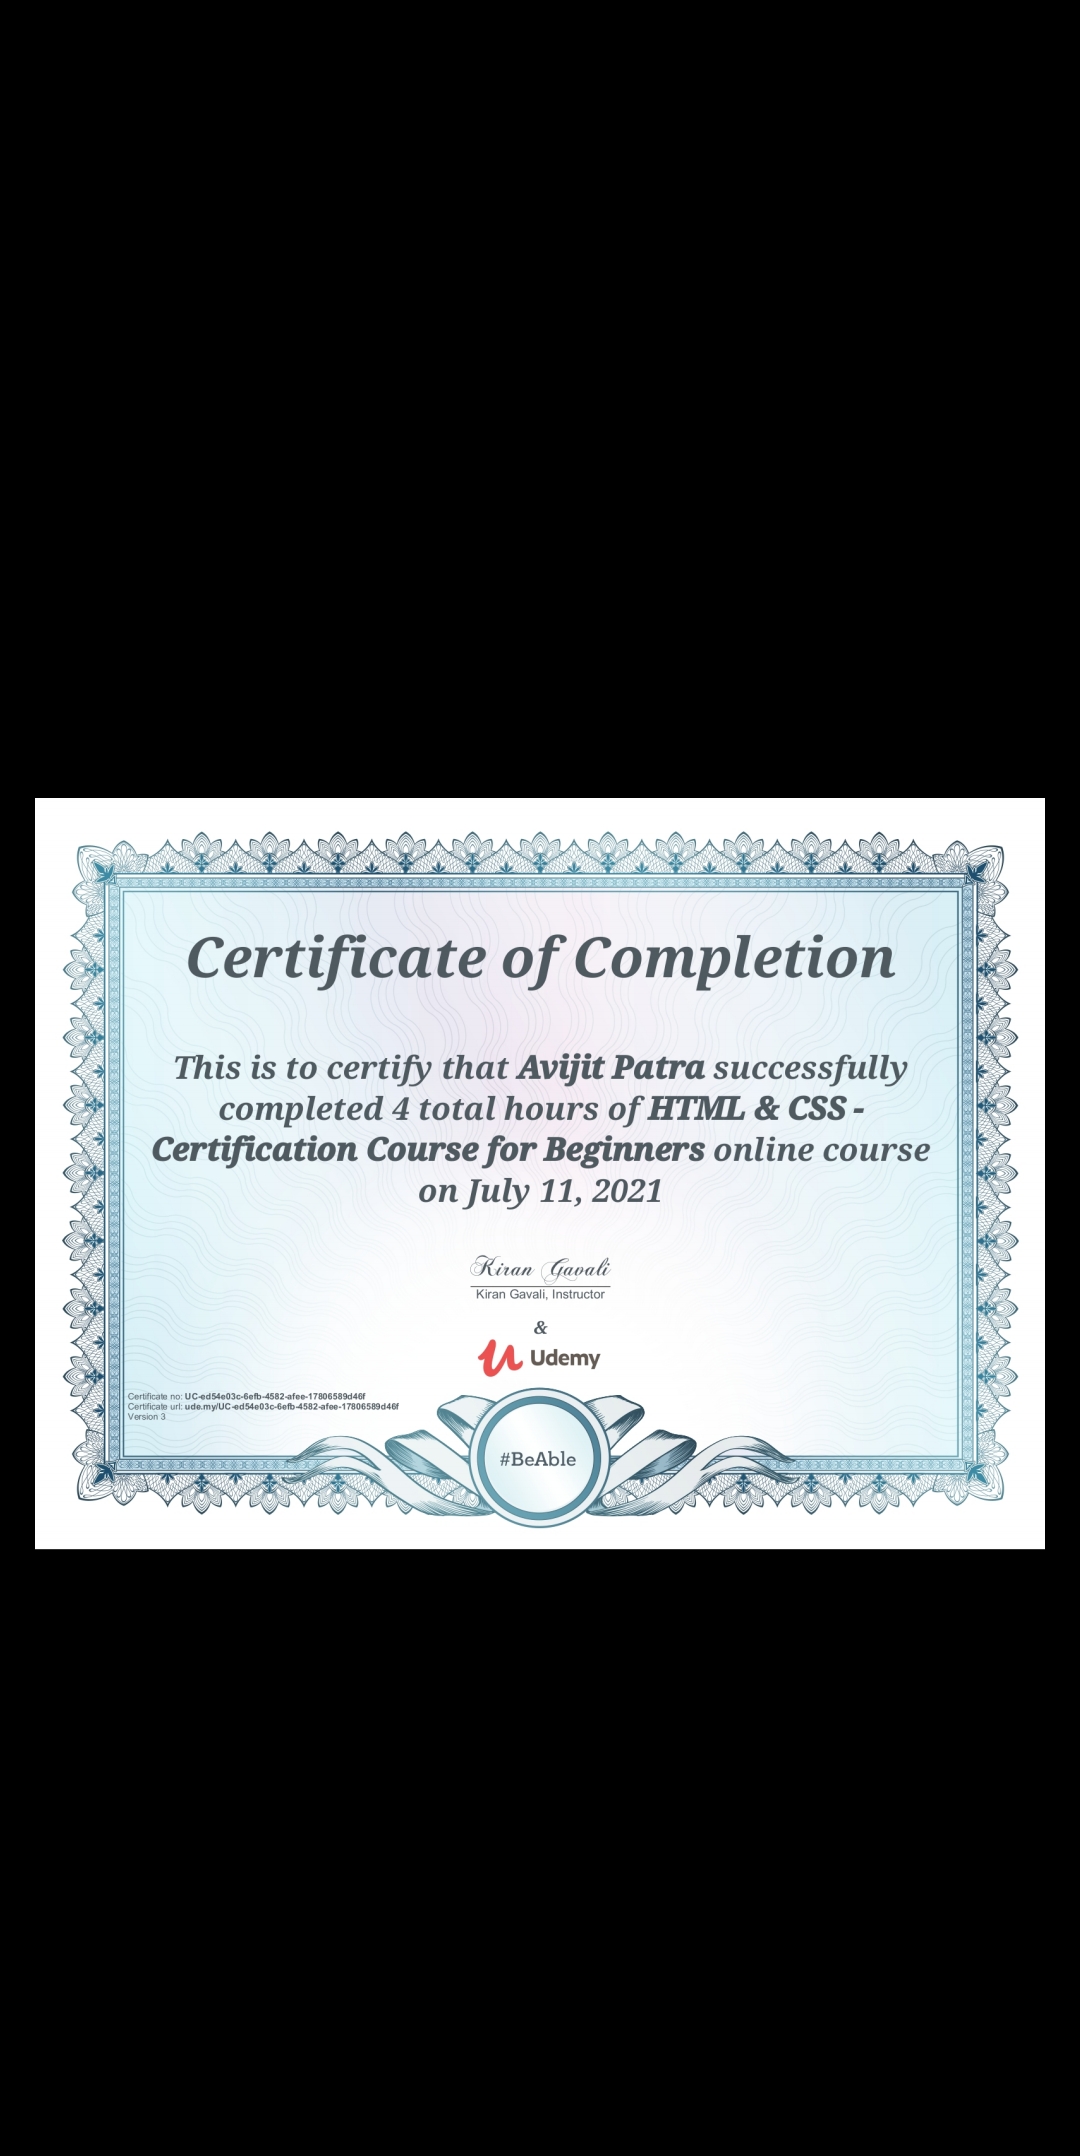 Certificate of Completion
This is to certify that Avijit Patra successfully
completed 4 total hours of HTML & CSS -
Certification Course for Beginners online course
on July 11, 2021
Kiran Gavali
Kiran Gavali, Instructor
&
Udemy
Certificate no: UC-ed54e03c-6efb-4582-afee-17806589d46f
Certificate url: ude.my/UC-ed54e03c-6efb-4582-afee-17806589d46f
Version 3
#BeAble